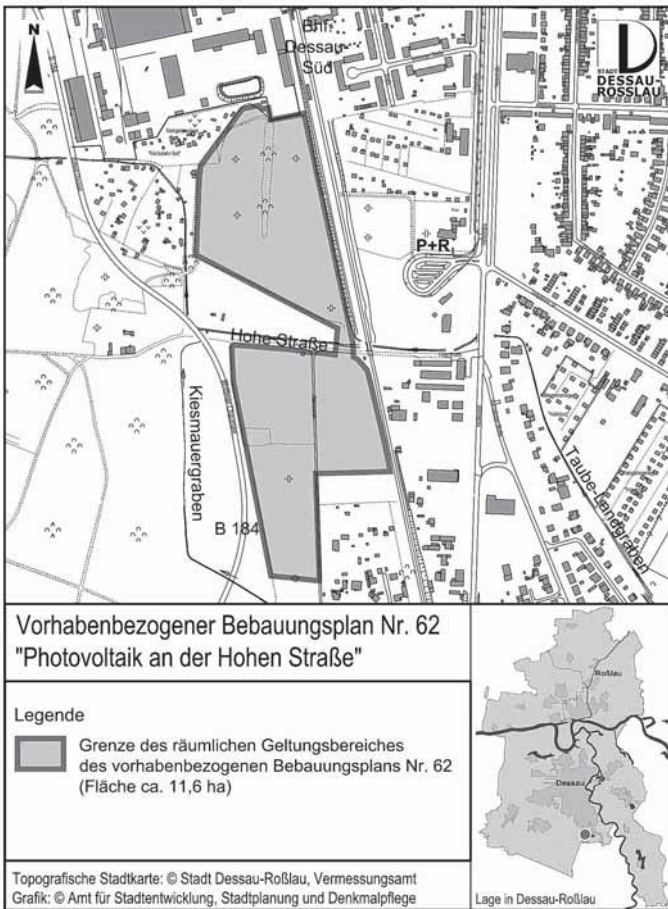 N
Bhf.
Dessau-
Süd
STADT
DESSAU-
ROSSLAU
P+R
Hohe Straße
Kiesmauergraben
B 184
Taube-Landgraben
Vorhabenbezogener Bebauungsplan Nr. 62
"Photovoltaik an der Hohen Straße"
Legende
Grenze des räumlichen Geltungsbereiches
des vorhabenbezogenen Bebauungsplans Nr. 62
(Fläche ca. 11,6 ha)
Roßlau
Dessau
Topografische Stadtkarte: © Stadt Dessau-Roßlau, Vermessungsamt
Grafik: © Amt für Stadtentwicklung, Stadtplanung und Denkmalpflege
Lage in Dessau-Roßlau